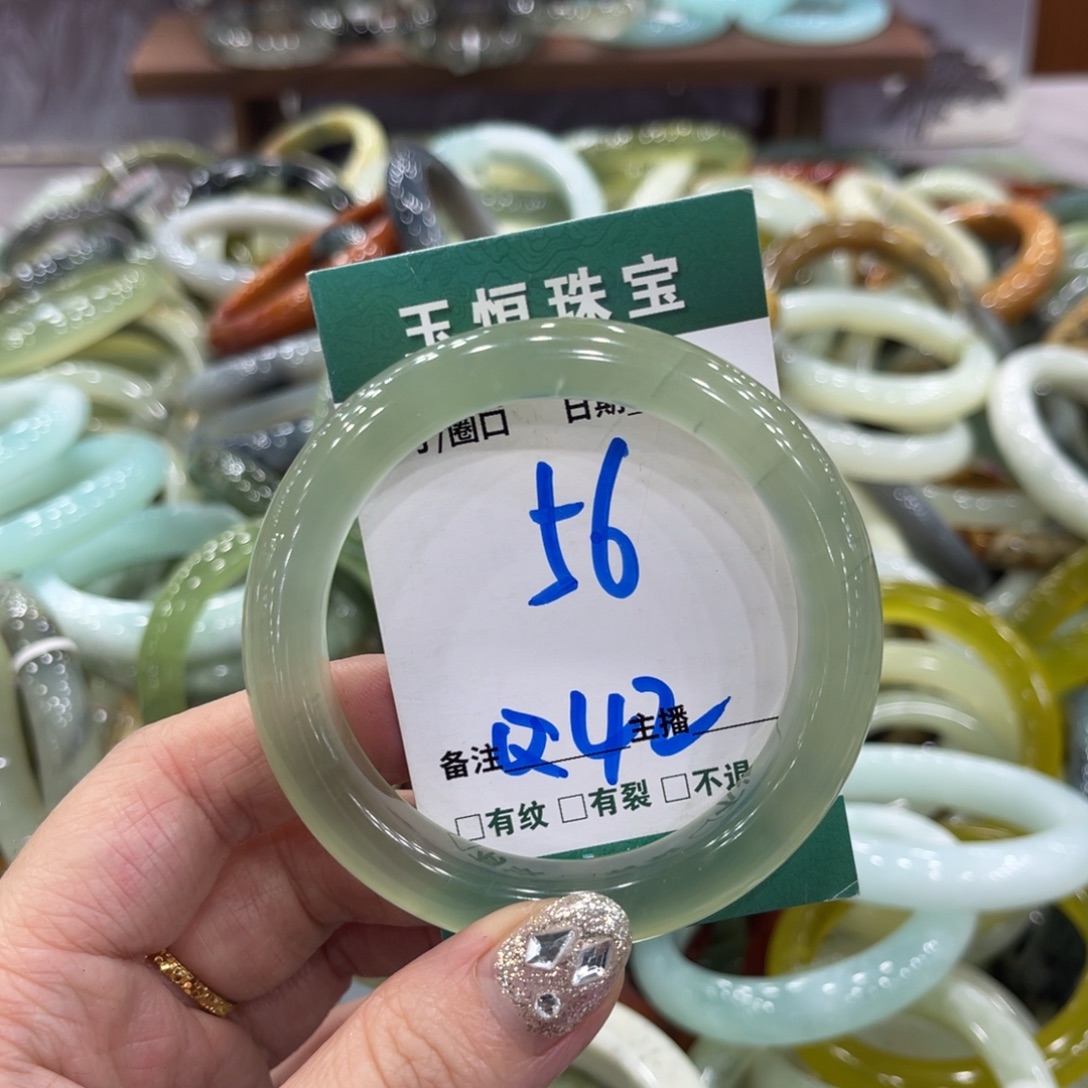 玉恒珠宝
/圈口 日期
56
Q42
备注 主播
□有纹 □有裂 □不退